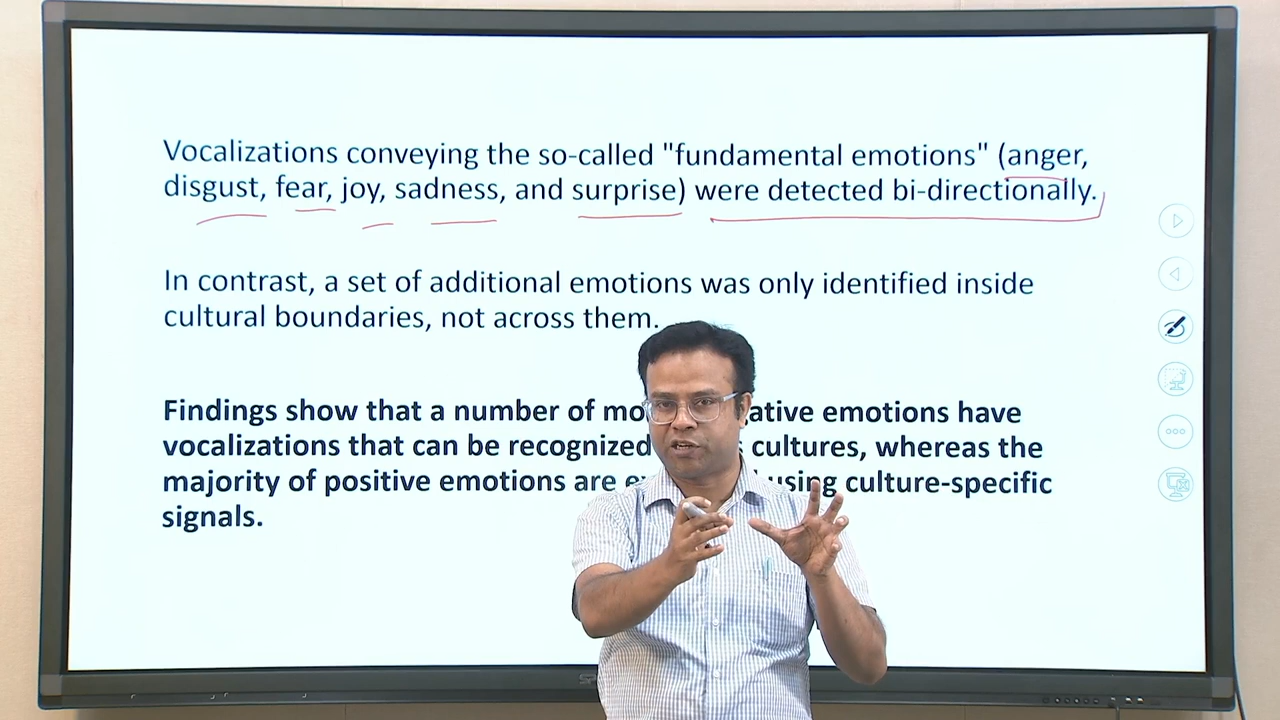 Vocalizations conveying the so-called "fundamental emotions" (anger,
disgust, fear, joy, sadness, and surprise) were detected bi-directionally.
In contrast, a set of additional emotions was only identified inside
cultural boundaries, not across them.
Findings show that a number of emotions have
vocalizations that can be recognized cultures, whereas the
majority of positive emotions are using culture-specific
signals.